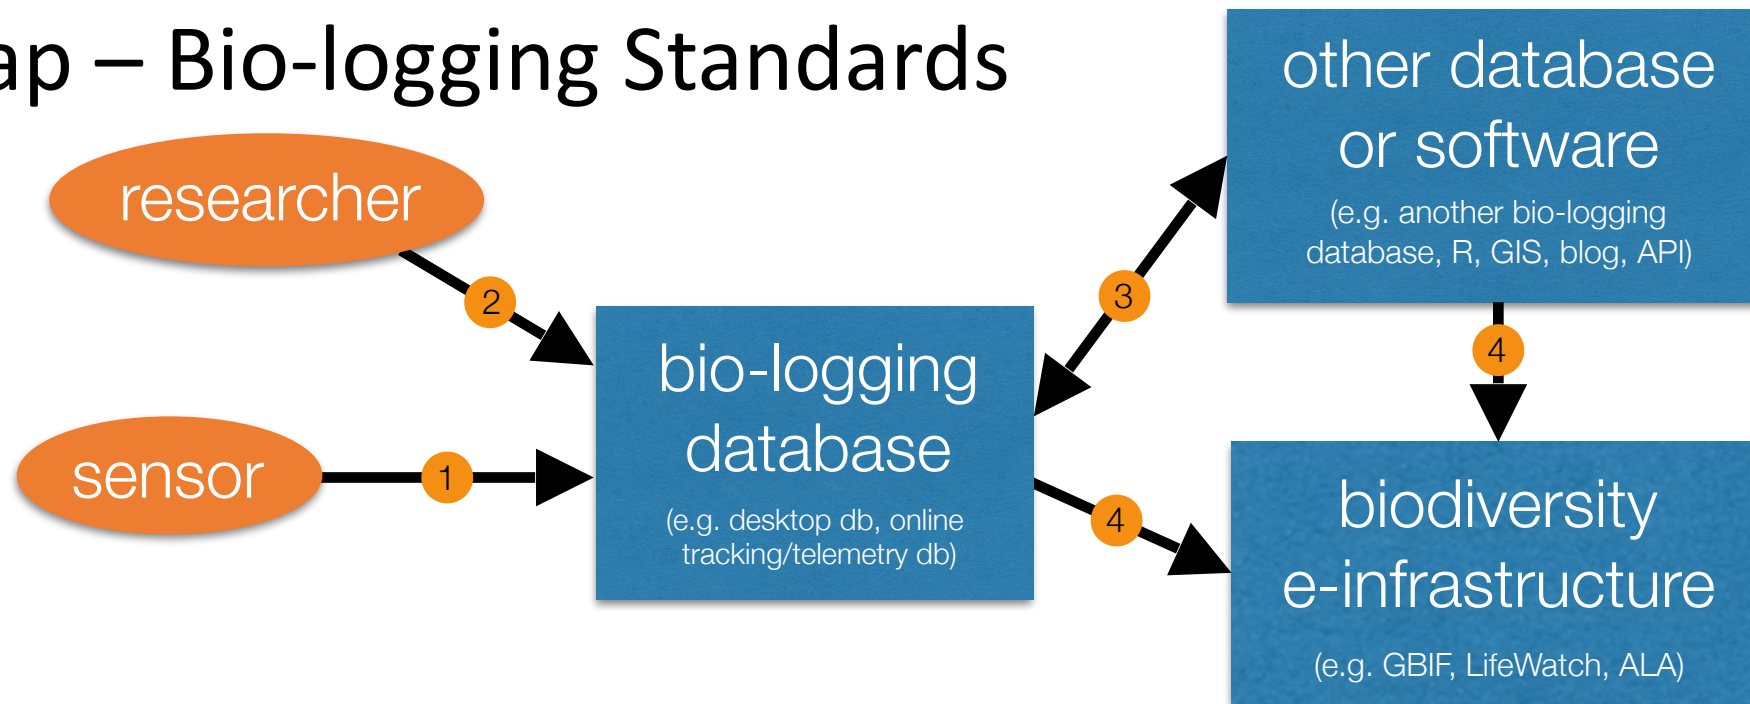 ap – Bio-logging Standards
researcher
2
sensor
1
bio-logging
database
(e.g. desktop db, online
tracking/telemetry db)
3
other database
or software
(e.g. another bio-logging
database, R, GIS, blog, API)
4
4
biodiversity
e-infrastructure
(e.g. GBIF, LifeWatch, ALA)